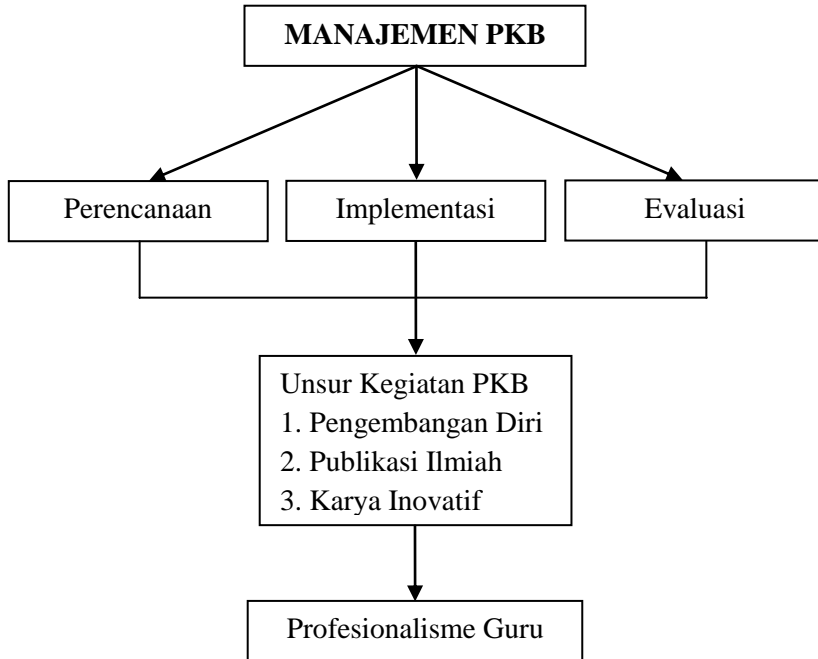 MANAJEMEN PKB
Perencanaan
Implementasi
Evaluasi
Unsur Kegiatan PKB
1. Pengembangan Diri
2. Publikasi Ilmiah
3. Karya Inovatif
Profesionalisme Guru